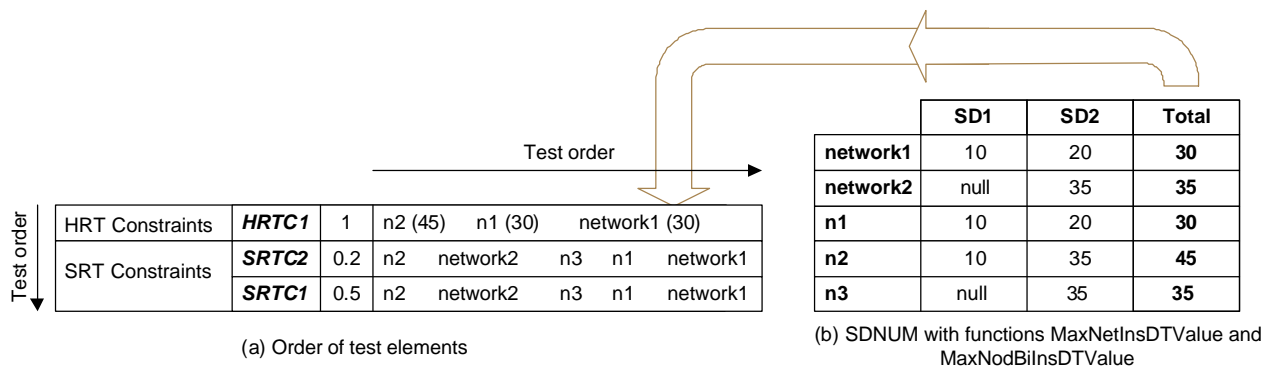 SD1 SD2 Total
network1 10 20 30
network2 null 35 35
n1 10 20 30
n2 10 35 45
n3 null 35 35
(b) SDNUM with functions MaxNetInsDTValue and
MaxNodBiInsDTValue
Test order
Test order
HRT Constraints HRTC1 1 n2 (45) n1 (30) network1 (30)
SRT Constraints SRTC2 0.2 n2 network2 n3 n1 network1
SRTC1 0.5 n2 network2 n3 n1 network1
(a) Order of test elements